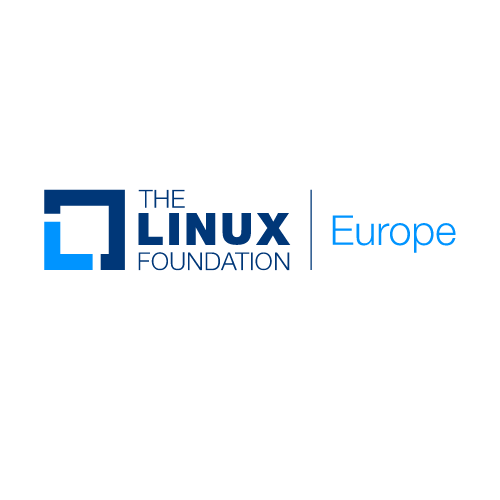 THE
LINUX
FOUNDATION
Europe